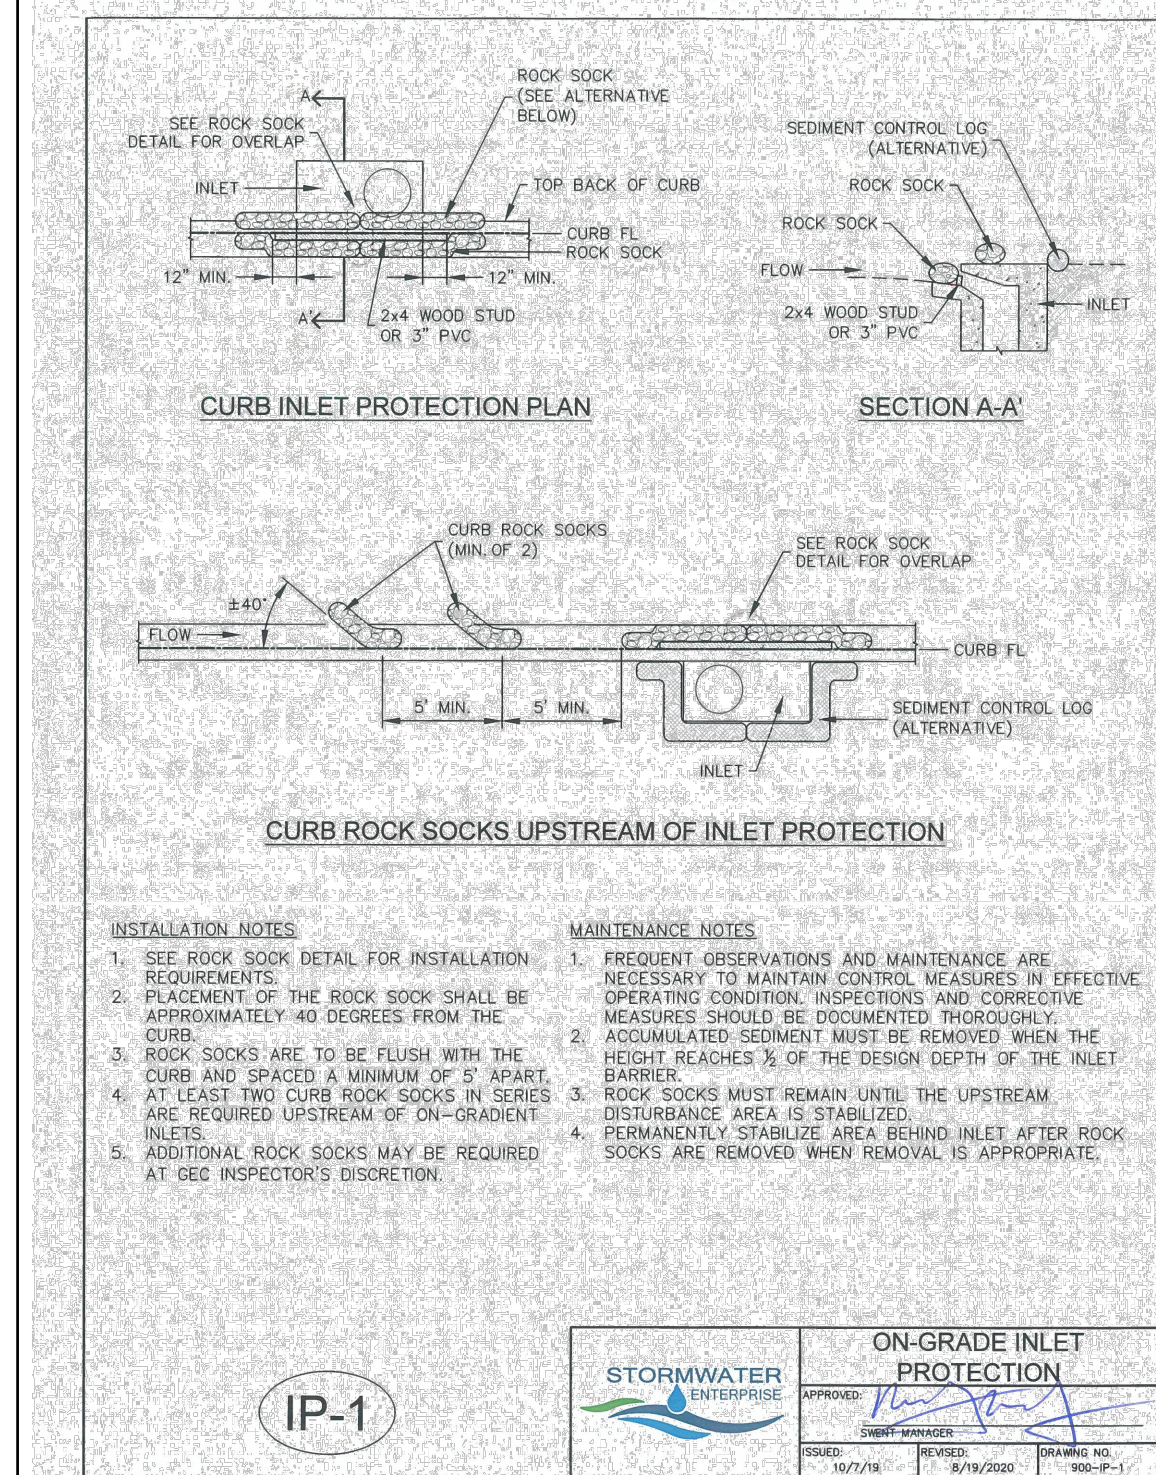 A
ROCK SOCK
(SEE ALTERNATIVE
BELOW)
SEE ROCK SOCK
DETAIL FOR OVERLAP
INLET
TOP BACK OF CURB
CURB FL
ROCK SOCK
12" MIN.
12" MIN.
A'
2x4 WOOD STUD
OR 3" PVC
CURB INLET PROTECTION PLAN
SEDIMENT CONTROL LOG
(ALTERNATIVE)
ROCK SOCK
ROCK SOCK
FLOW
2x4 WOOD STUD
OR 3" PVC
INLET
SECTION A-A'
CURB ROCK SOCKS
(MIN. OF 2)
SEE ROCK SOCK
DETAIL FOR OVERLAP
±40°
FLOW
CURB FL
5' MIN.
5' MIN.
SEDIMENT CONTROL LOG
(ALTERNATIVE)
INLET
CURB ROCK SOCKS UPSTREAM OF INLET PROTECTION
INSTALLATION NOTES
1. SEE ROCK SOCK DETAIL FOR INSTALLATION
REQUIREMENTS.
2. PLACEMENT OF THE ROCK SOCK SHALL BE
APPROXIMATELY 40 DEGREES FROM THE
CURB.
3. ROCK SOCKS ARE TO BE FLUSH WITH THE
CURB AND SPACED A MINIMUM OF 5' APART.
4. AT LEAST TWO CURB ROCK SOCKS IN SERIES
ARE REQUIRED UPSTREAM OF ON-GRADIENT
INLETS.
5. ADDITIONAL ROCK SOCKS MAY BE REQUIRED
AT GEC INSPECTOR'S DISCRETION.
MAINTENANCE NOTES
1. FREQUENT OBSERVATIONS AND MAINTENANCE ARE
NECESSARY TO MAINTAIN CONTROL MEASURES IN EFFECTIVE
OPERATING CONDITION. INSPECTIONS AND CORRECTIVE
MEASURES SHOULD BE DOCUMENTED THOROUGHLY.
2. ACCUMULATED SEDIMENT MUST BE REMOVED WHEN THE
HEIGHT REACHES ½ OF THE DESIGN DEPTH OF THE INLET
BARRIER.
3. ROCK SOCKS MUST REMAIN UNTIL THE UPSTREAM
DISTURBANCE AREA IS STABILIZED.
4. PERMANENTLY STABILIZE AREA BEHIND INLET AFTER ROCK
SOCKS ARE REMOVED WHEN REMOVAL IS APPROPRIATE.
IP-1
STORMWATER
ENTERPRISE
ON-GRADE INLET
PROTECTION
APPROVED:
SWENT MANAGER
ISSUED:
10/7/19
REVISED:
8/19/2020
DRAWING NO.
900-IP-1